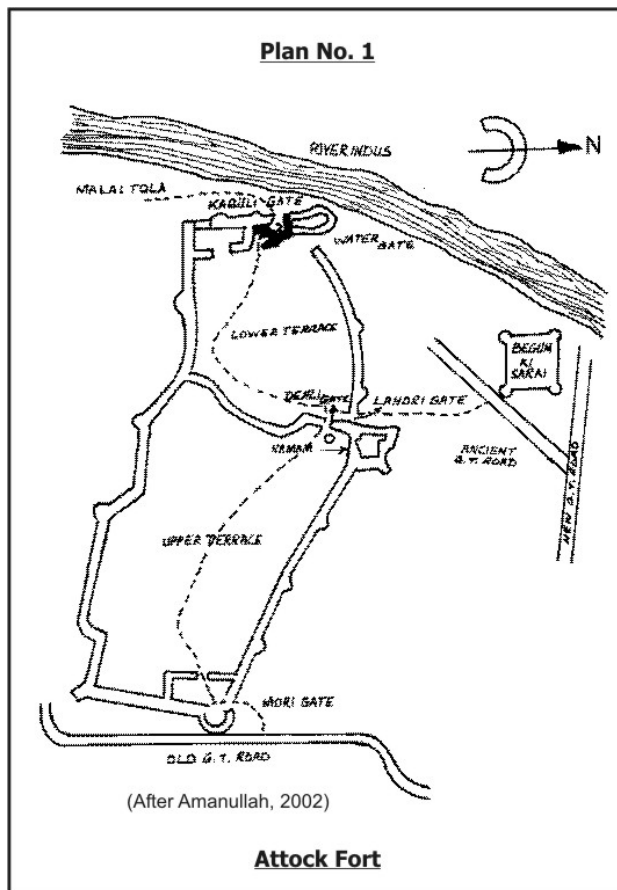 Plan No. 1
RIVER INDUS
N
MALAI TOLA
KABULI GATE
WATER
GATE
LOWER TERRACE
BEGUM
KI
SARAI
DEHLI GATE
LAHORI GATE
HAMAM
ANCIENT
G.T. ROAD
NEW G.T. ROAD
UPPER TERRACE
MORI GATE
OLD G.T. ROAD
(After Amanullah, 2002)
Attock Fort